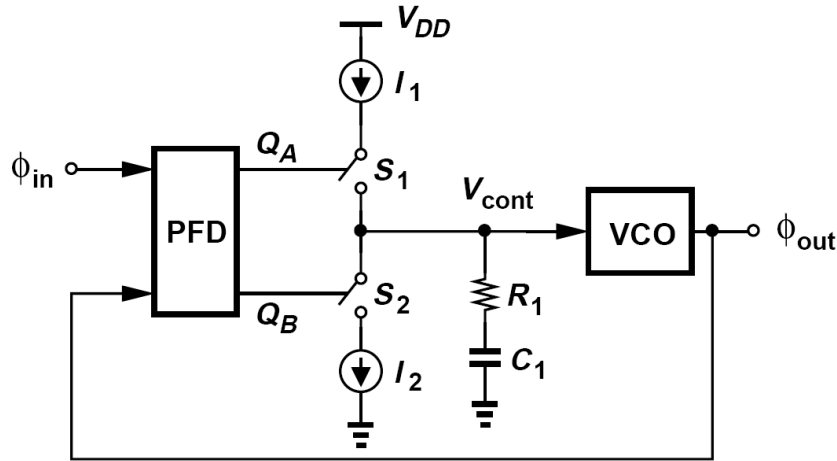 V_DD
I_1
ϕ_in
Q_A
S_1
V_cont
PFD
VCO
ϕ_out
S_2
Q_B
R_1
C_1
I_2